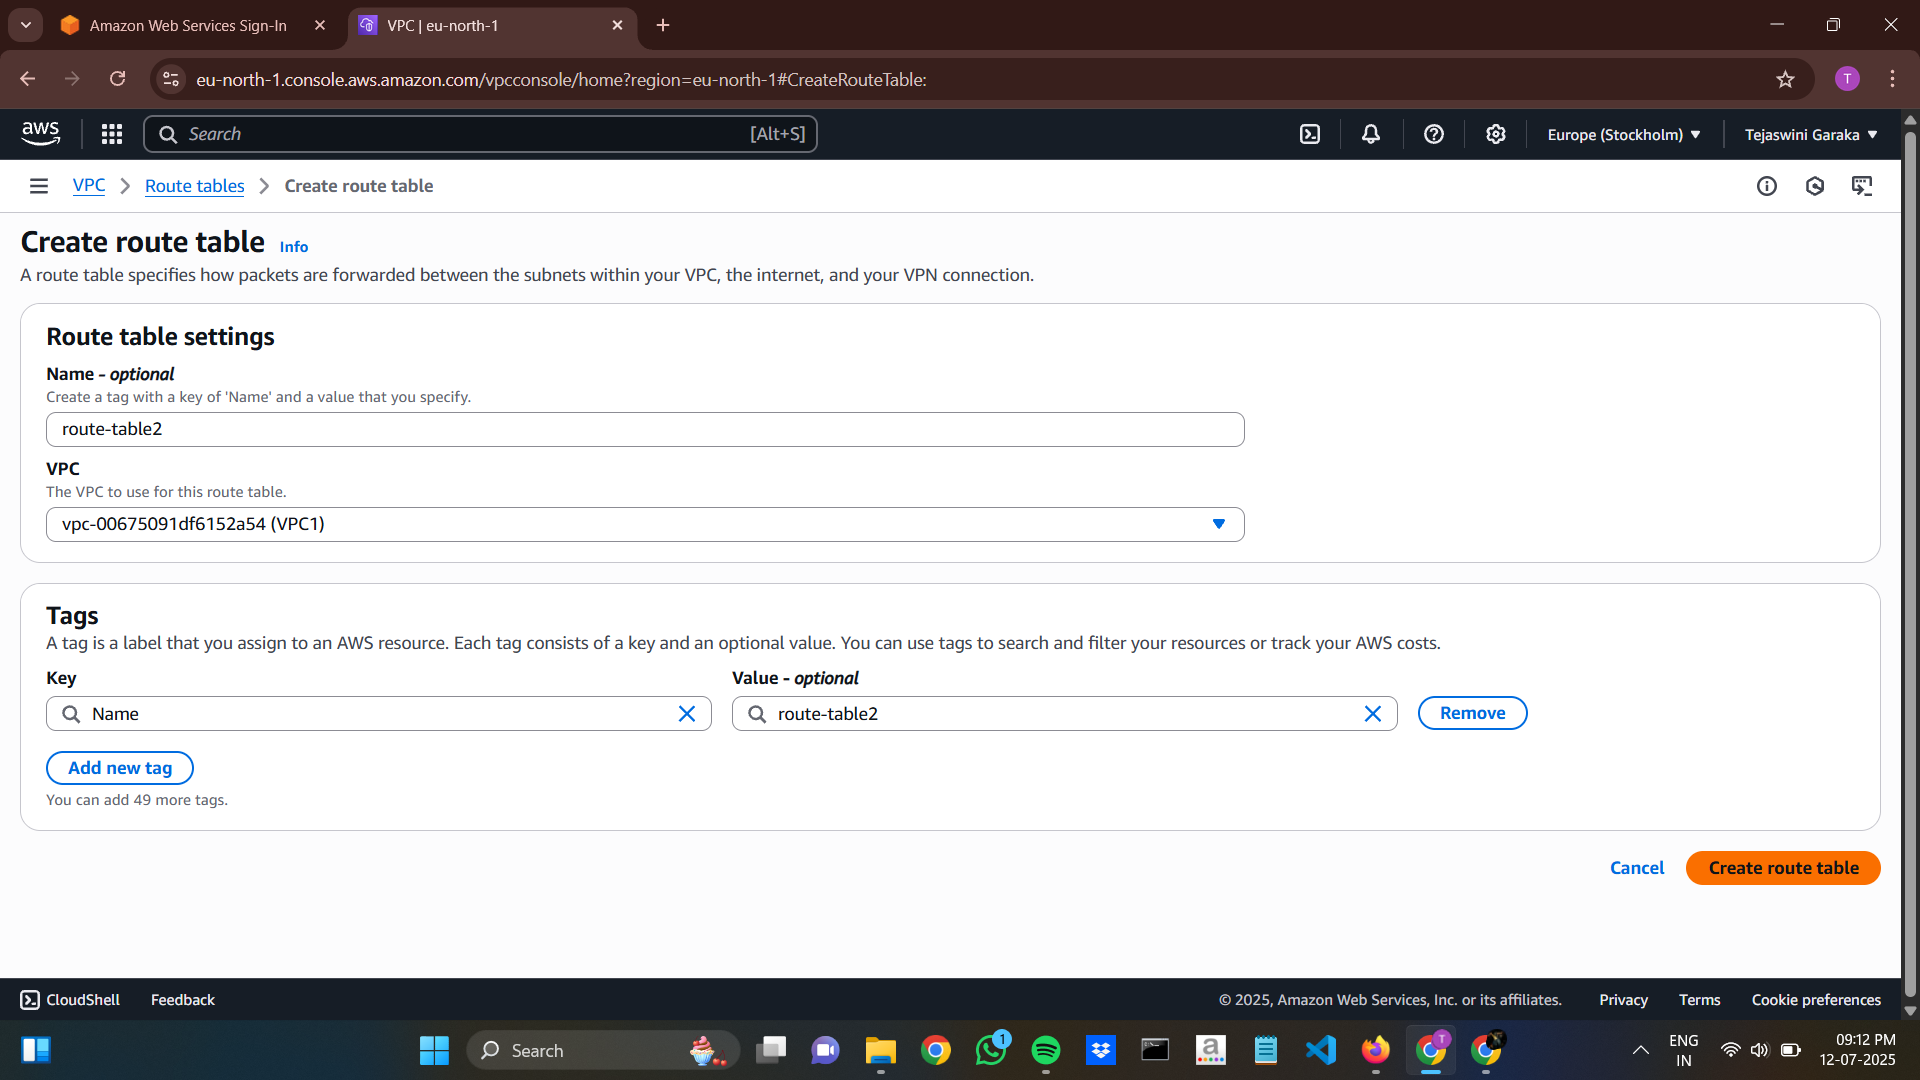 Amazon Web Services Sign-In
VPC | eu-north-1
eu-north-1.console.aws.amazon.com/vpcconsole/home?region=eu-north-1#CreateRouteTable:
T
aws
Search
[Alt+S]
Europe (Stockholm)
Tejaswini Garaka
VPC
Route tables
Create route table
Create route table Info
A route table specifies how packets are forwarded between the subnets within your VPC, the internet, and your VPN connection.
Route table settings
Name - optional
Create a tag with a key of 'Name' and a value that you specify.
route-table2
VPC
The VPC to use for this route table.
vpc-00675091df6152a54 (VPC1)
Tags
A tag is a label that you assign to an AWS resource. Each tag consists of a key and an optional value. You can use tags to search and filter your resources or track your AWS costs.
Key
Value - optional
Name
route-table2
Remove
Add new tag
You can add 49 more tags.
Cancel
Create route table
CloudShell
Feedback
© 2025, Amazon Web Services, Inc. or its affiliates.
Privacy
Terms
Cookie preferences
Search
1
a
T
ENG
IN
09:12 PM
12-07-2025